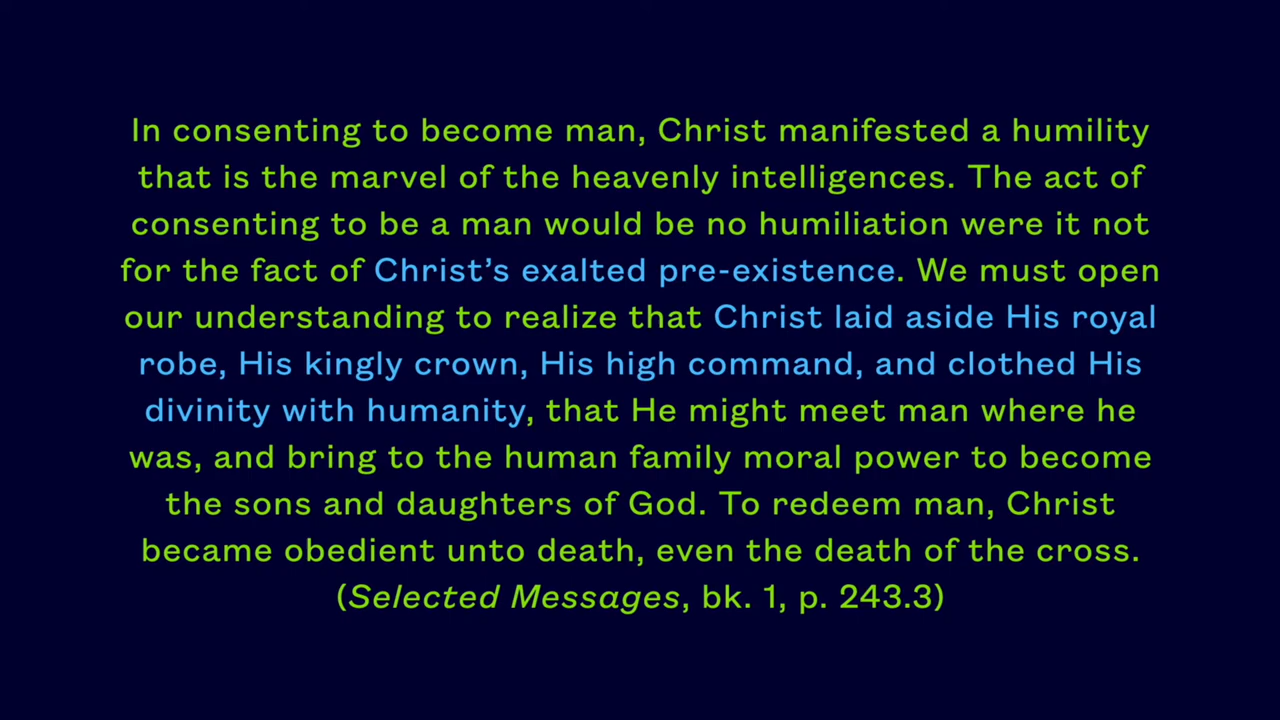 In consenting to become man, Christ manifested a humility
that is the marvel of the heavenly intelligences. The act of
consenting to be a man would be no humiliation were it not
for the fact of Christ’s exalted pre-existence. We must open
our understanding to realize that Christ laid aside His royal
robe, His kingly crown, His high command, and clothed His
divinity with humanity, that He might meet man where he
was, and bring to the human family moral power to become
the sons and daughters of God. To redeem man, Christ
became obedient unto death, even the death of the cross.
(Selected Messages, bk. 1, p. 243.3)